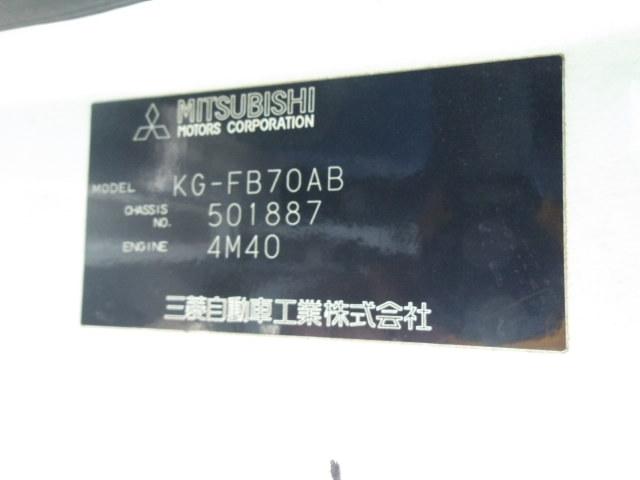 MITSUBISHI
MOTORS CORPORATION
MODEL KG-FB70AB
CHASSIS NO. 501887
ENGINE 4M40
三菱自動車工業株式会社